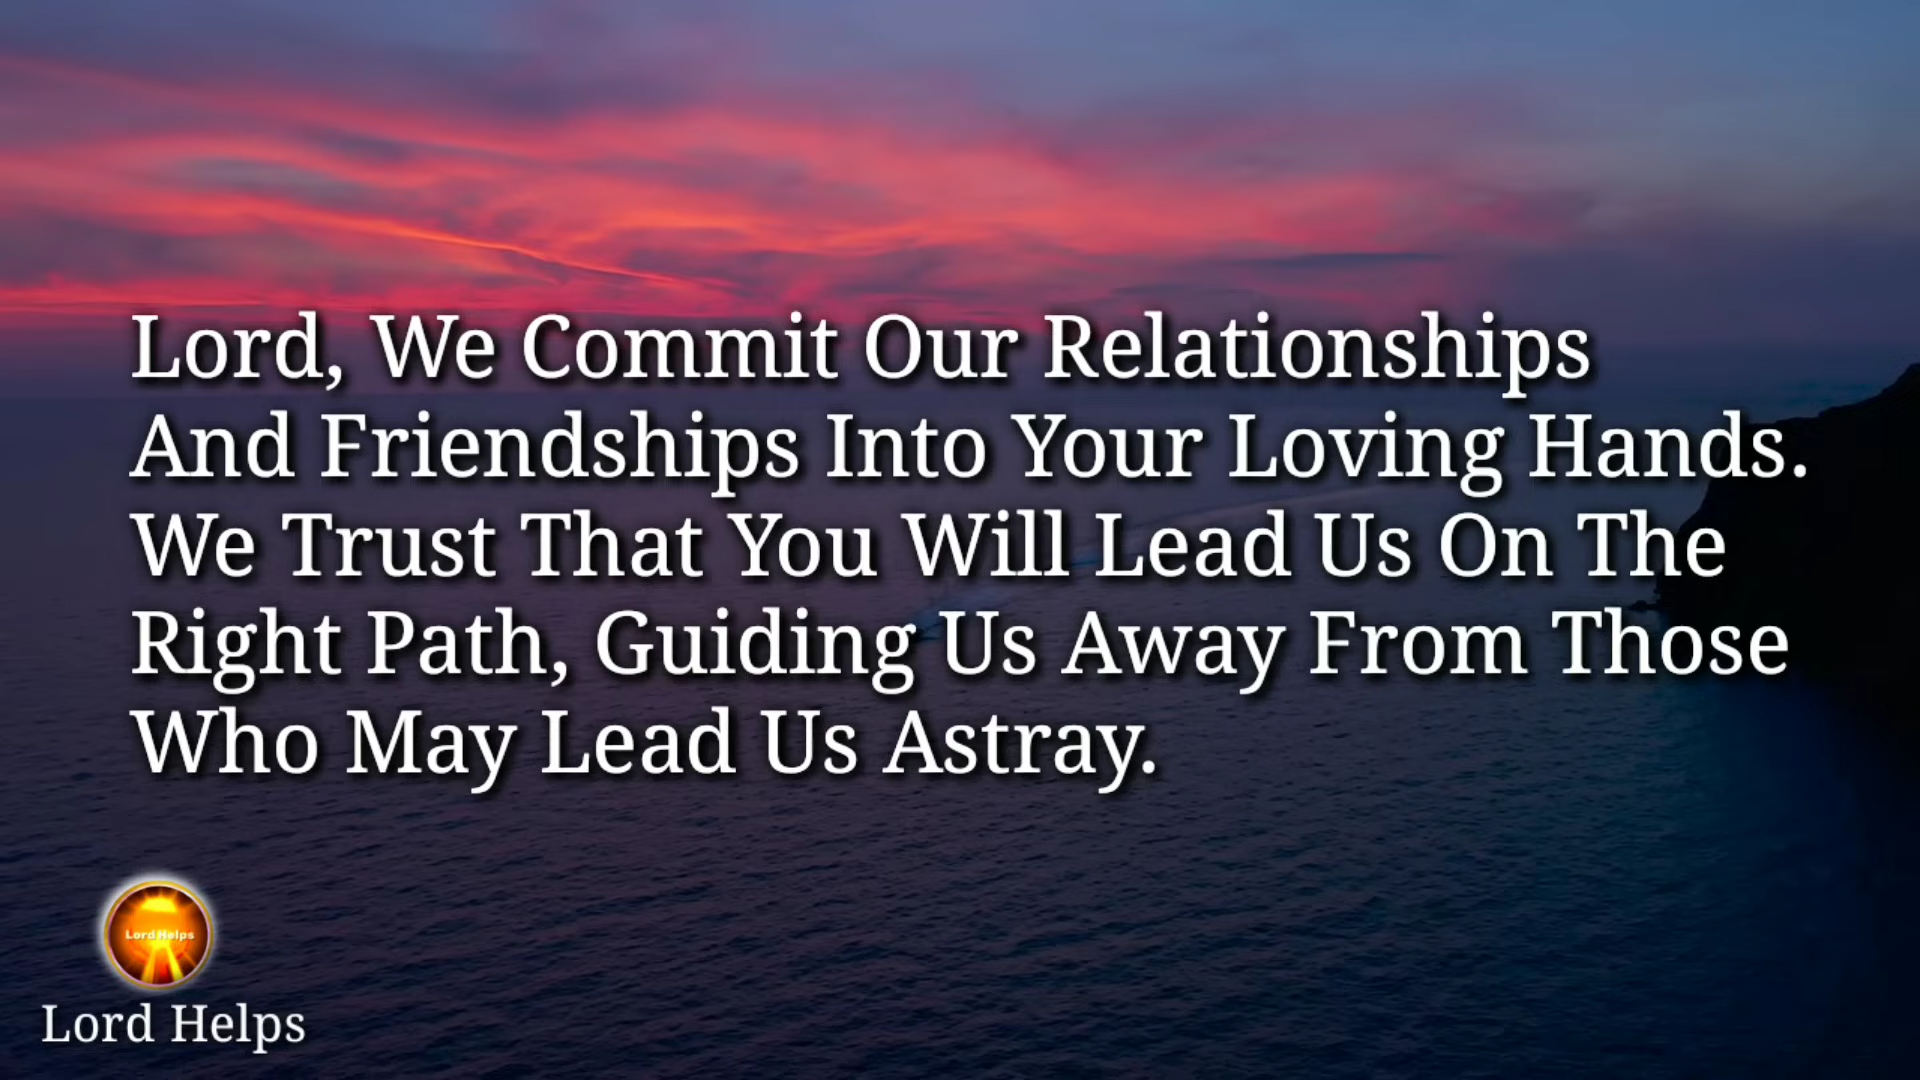 Lord, We Commit Our Relationships
And Friendships Into Your Loving Hands.
We Trust That You Will Lead Us On The
Right Path, Guiding Us Away From Those
Who May Lead Us Astray.
Lord Helps
Lord Helps